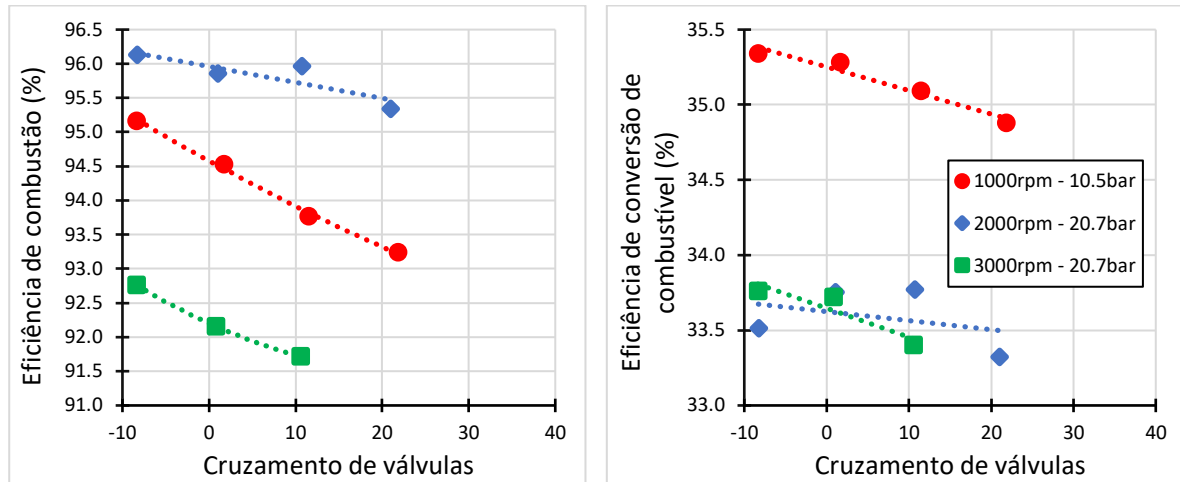 Eficiência de combustão (%)
96.5
96.0
95.5
95.0
94.5
94.0
93.5
93.0
92.5
92.0
91.5
91.0
-10 0 10 20 30 40
Cruzamento de válvulas
Eficiência de conversão de
combustível (%)
35.5
35.0
34.5
34.0
33.5
33.0
-10 0 10 20 30 40
Cruzamento de válvulas
1000rpm - 10.5bar
2000rpm - 20.7bar
3000rpm - 20.7bar